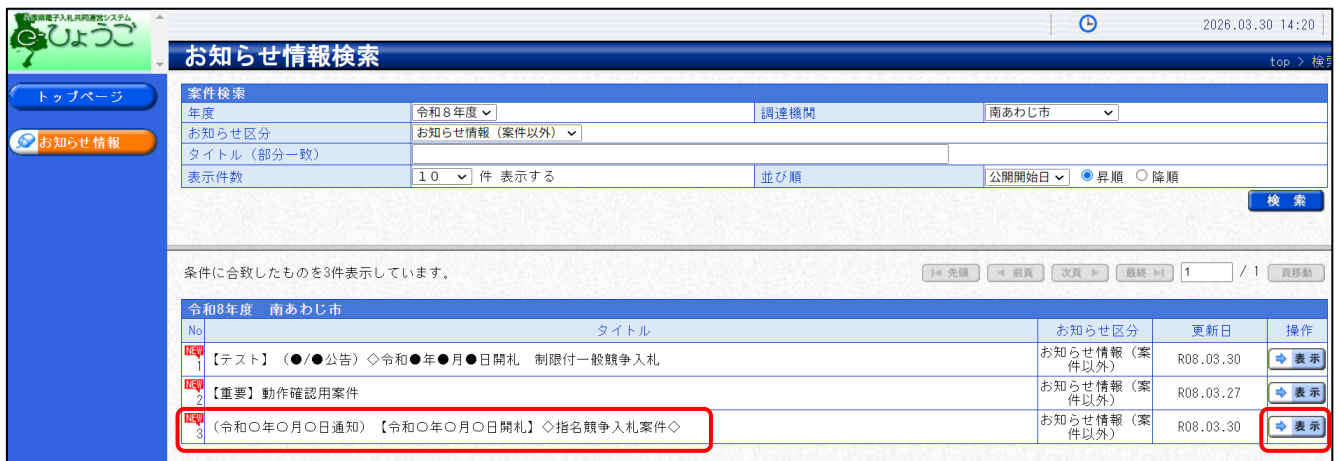 兵庫県電子入札共同運営システム
ひょうご
2026.03.30 14:20
お知らせ情報検索
top > 検索
トップページ
お知らせ情報
案件検索
年度 令和８年度 調達機関 南あわじ市
お知らせ区分 お知らせ情報（案件以外）
タイトル（部分一致）
表示件数 １０ 件 表示する 並び順 公開開始日 昇順 降順
検 索
条件に合致したものを3件表示しています。
先頭 前頁 次頁 最終 1 / 1 頁移動
令和8年度 南あわじ市
No タイトル お知らせ区分 更新日 操作
NEW 1 【テスト】（●/●公告）◇令和●年●月●日開札 制限付一般競争入札 お知らせ情報（案件以外） R08.03.30 表示
NEW 2 【重要】動作確認用案件 お知らせ情報（案件以外） R08.03.27 表示
NEW 3 （令和〇年〇月〇日通知）【令和〇年〇月〇日開札】◇指名競争入札案件◇ お知らせ情報（案件以外） R08.03.30 表示